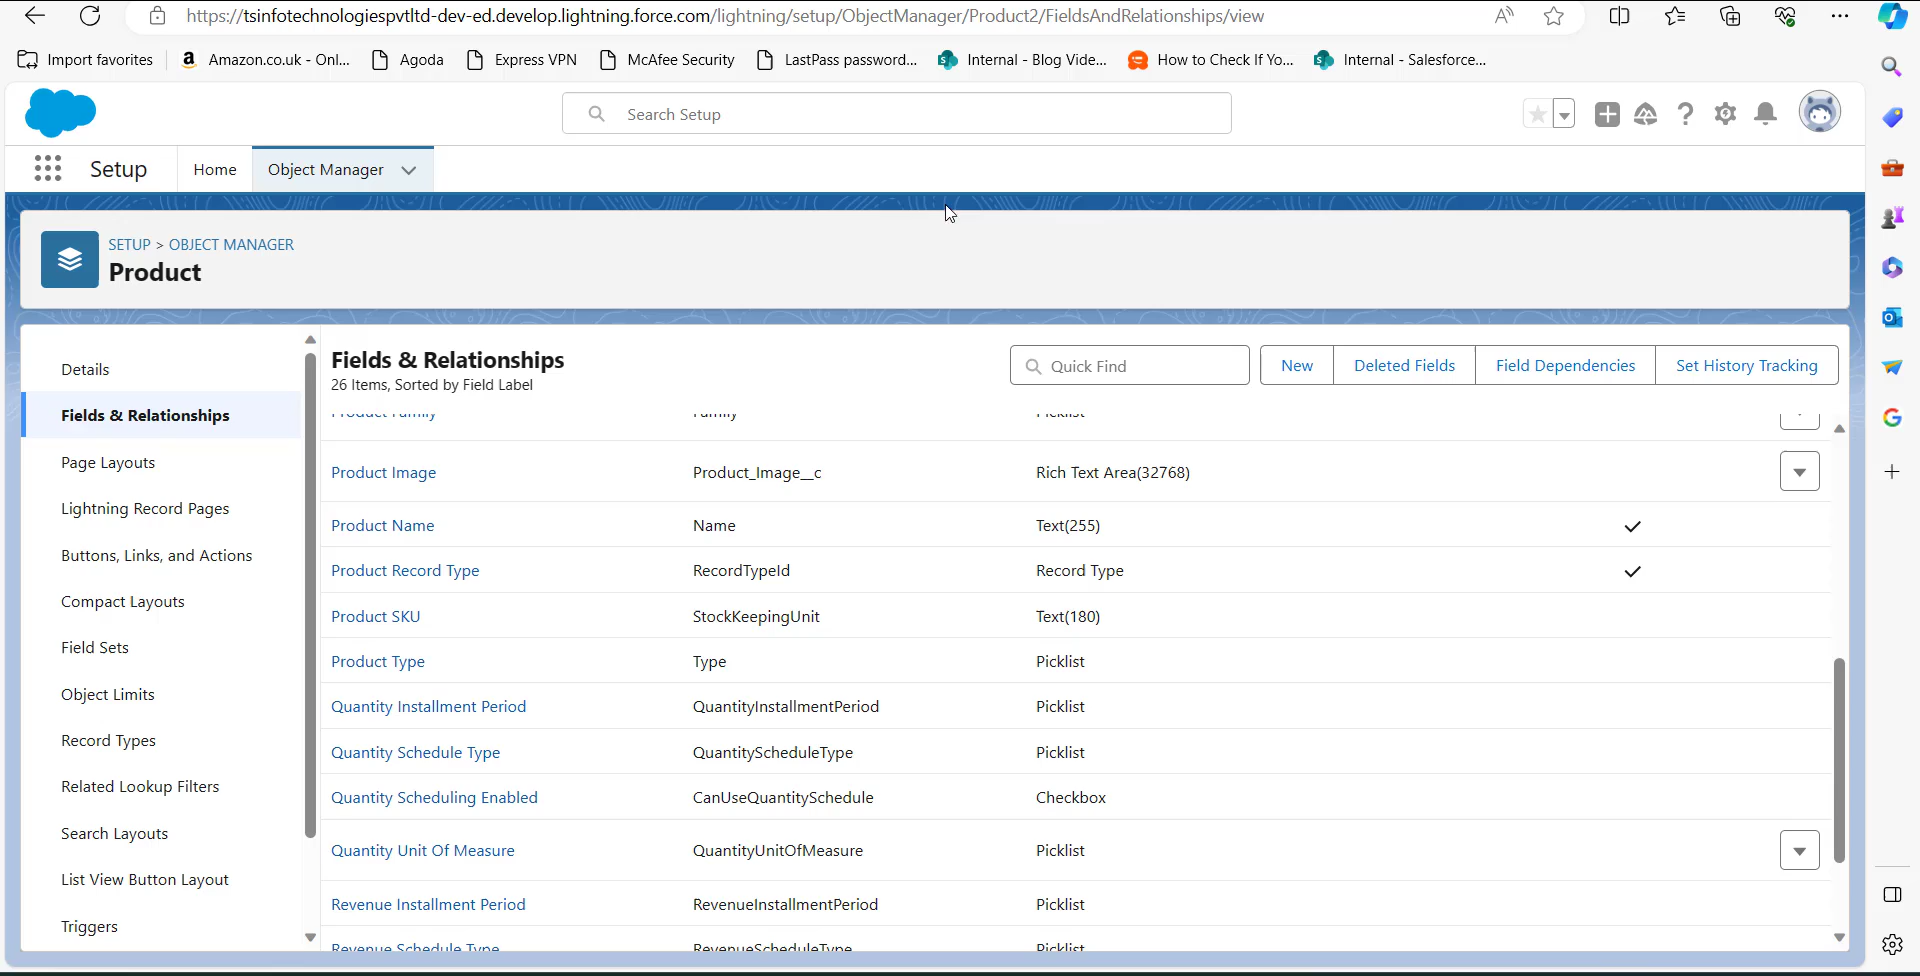 https://tsinfotechnologiespvtltd-dev-ed.develop.lightning.force.com/lightning/setup/ObjectManager/Product2/FieldsAndRelationships/view
Import favorites
Amazon.co.uk - Onl...
Agoda
Express VPN
McAfee Security
LastPass password...
Internal - Blog Vide...
How to Check If Yo...
Internal - Salesforce...
Search Setup
Setup
Home
Object Manager
SETUP > OBJECT MANAGER
Product
Details
Fields & Relationships
Page Layouts
Lightning Record Pages
Buttons, Links, and Actions
Compact Layouts
Field Sets
Object Limits
Record Types
Related Lookup Filters
Search Layouts
List View Button Layout
Triggers
Fields & Relationships
26 Items, Sorted by Field Label
Quick Find
New
Deleted Fields
Field Dependencies
Set History Tracking
Product Family Family Picklist
Product Image Product_Image__c Rich Text Area(32768)
Product Name Name Text(255)
Product Record Type RecordTypeId Record Type
Product SKU StockKeepingUnit Text(180)
Product Type Type Picklist
Quantity Installment Period QuantityInstallmentPeriod Picklist
Quantity Schedule Type QuantityScheduleType Picklist
Quantity Scheduling Enabled CanUseQuantitySchedule Checkbox
Quantity Unit Of Measure QuantityUnitOfMeasure Picklist
Revenue Installment Period RevenueInstallmentPeriod Picklist
Revenue Schedule Type RevenueScheduleType Picklist